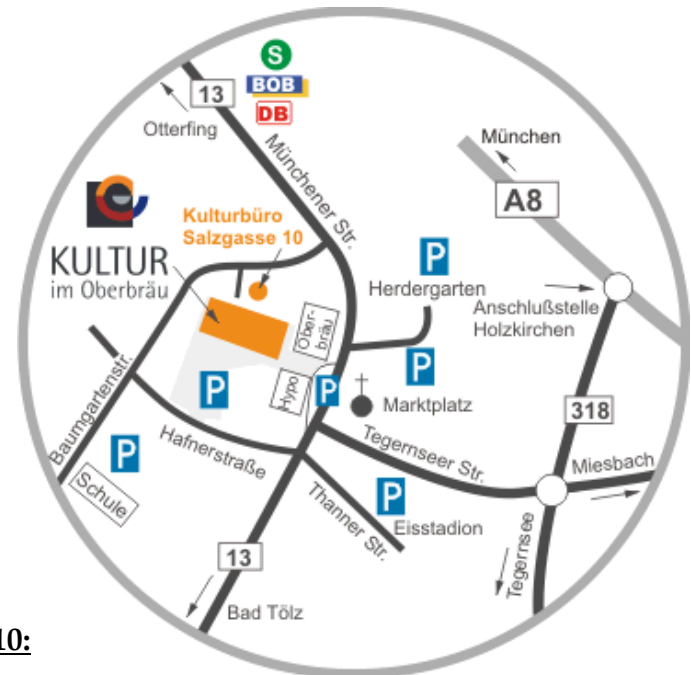 S
BOB
DB
13
Otterfing
Münchener Str.
München
A8
Kulturbüro
Salzgasse 10
KULTUR
im Oberbräu
P
Herdergarten
Anschlußstelle
Holzkirchen
Ober-
bräu
P
P
P
Hypo
Marktplatz
318
Baumgartenstr.
Hafnerstraße
P
Schule
Tegernseer Str.
Miesbach
P
Eisstadion
Thanner Str.
Tegernsee
13
Bad Tölz
10: